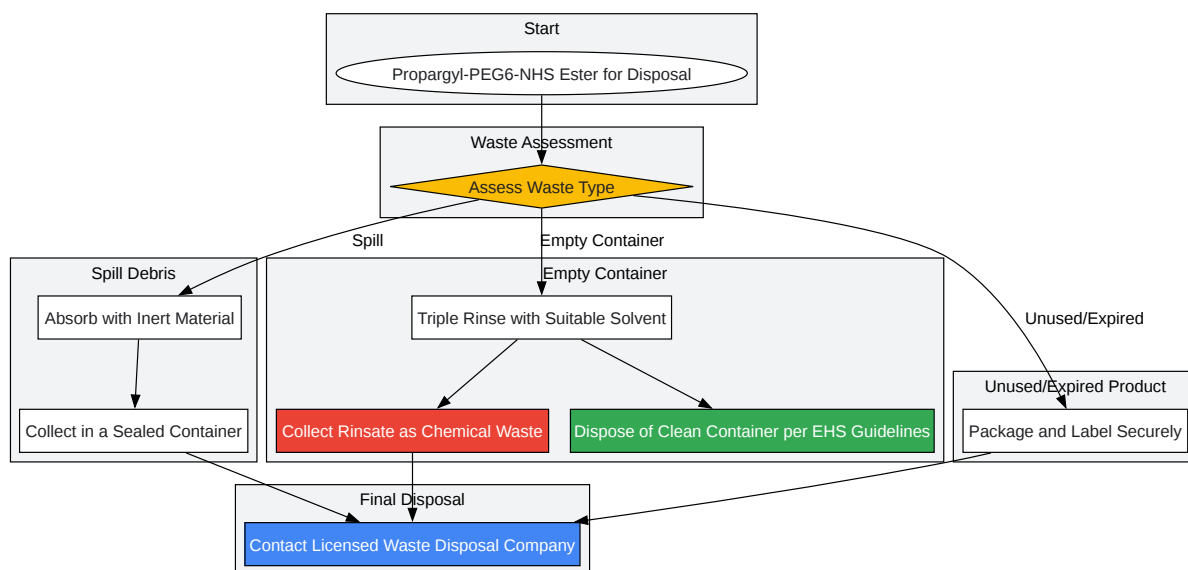 Start
Propargyl-PEG6-NHS Ester for Disposal
Waste Assessment
Assess Waste Type
Spill
Empty Container
Unused/Expired
Spill Debris
Absorb with Inert Material
Collect in a Sealed Container
Empty Container
Triple Rinse with Suitable Solvent
Collect Rinsate as Chemical Waste
Dispose of Clean Container per EHS Guidelines
Unused/Expired Product
Package and Label Securely
Final Disposal
Contact Licensed Waste Disposal Company